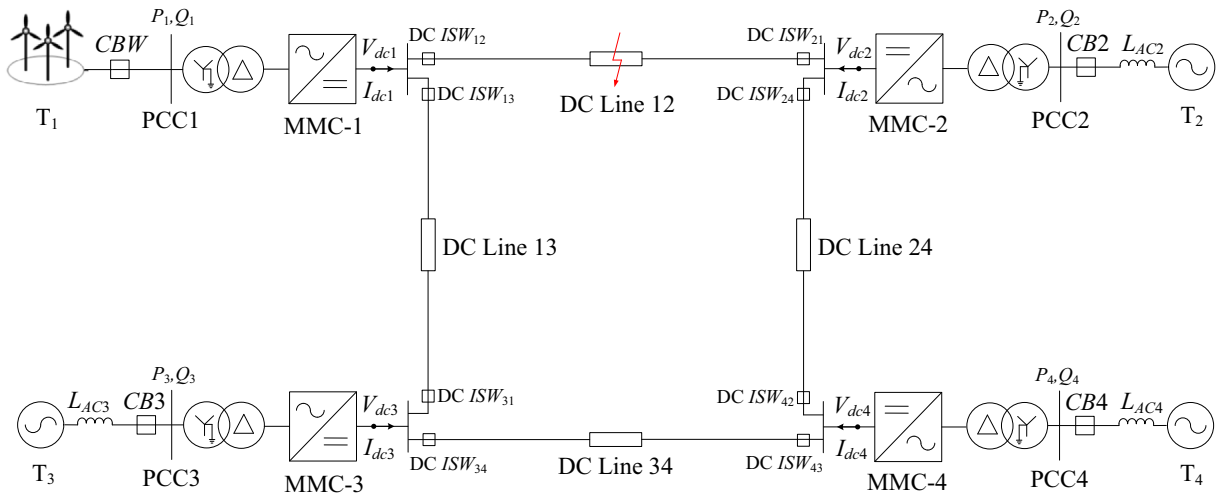 P1,Q1
CBW
Vdc1
DC ISW12
DC ISW21
Vdc2
P2,Q2
CB2
LAC2
Idc1
DC ISW13
DC Line 12
DC ISW24
Idc2
T1
PCC1
MMC-1
MMC-2
PCC2
T2
DC Line 13
DC Line 24
P3,Q3
LAC3
CB3
Vdc3
DC ISW31
DC ISW42
Vdc4
P4,Q4
CB4
LAC4
Idc3
DC ISW34
DC Line 34
DC ISW43
Idc4
T3
PCC3
MMC-3
MMC-4
PCC4
T4